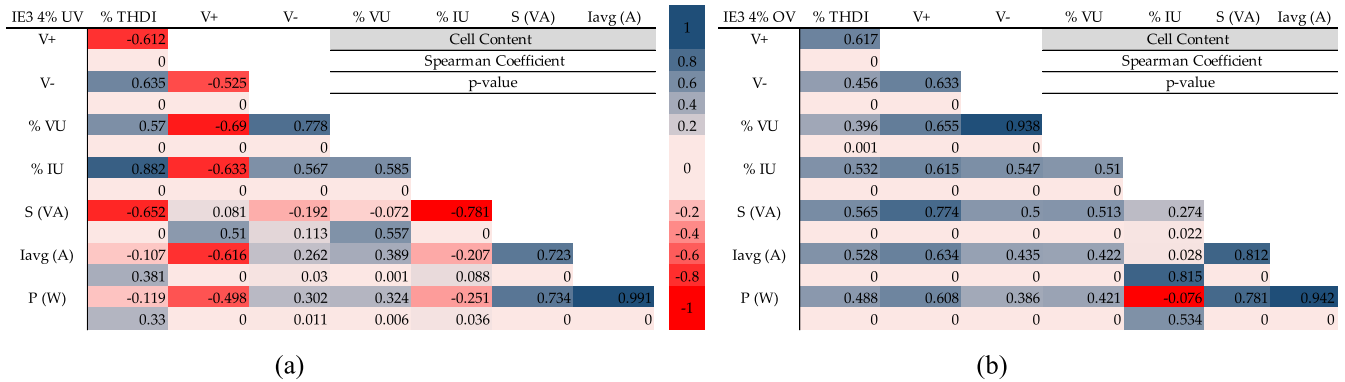 IE3 4% UV % THDI V+ V- % VU % IU S (VA) Iavg (A)
V+ -0.612 Cell Content
0 Spearman Coefficient
V- 0.635 -0.525 p-value
0 0
% VU 0.57 -0.69 0.778
0 0 0
% IU 0.882 -0.633 0.567 0.585
0 0 0 0
S (VA) -0.652 0.081 -0.192 -0.072 -0.781
0 0.51 0.113 0.557 0
Iavg (A) -0.107 -0.616 0.262 0.389 -0.207 0.723
0.381 0 0.03 0.001 0.088 0
P (W) -0.119 -0.498 0.302 0.324 -0.251 0.734 0.991
0.33 0 0.011 0.006 0.036 0 0
(a)
1
0.8
0.6
0.4
0.2
0
-0.2
-0.4
-0.6
-0.8
-1
IE3 4% OV % THDI V+ V- % VU % IU S (VA) Iavg (A)
V+ 0.617 Cell Content
0 Spearman Coefficient
V- 0.456 0.633 p-value
0 0
% VU 0.396 0.655 0.938
0.001 0 0
% IU 0.532 0.615 0.547 0.51
0 0 0 0
S (VA) 0.565 0.774 0.5 0.513 0.274
0 0 0 0 0.022
Iavg (A) 0.528 0.634 0.435 0.422 0.028 0.812
0 0 0 0 0.815 0
P (W) 0.488 0.608 0.386 0.421 -0.076 0.781 0.942
0 0 0 0 0.534 0 0
(b)